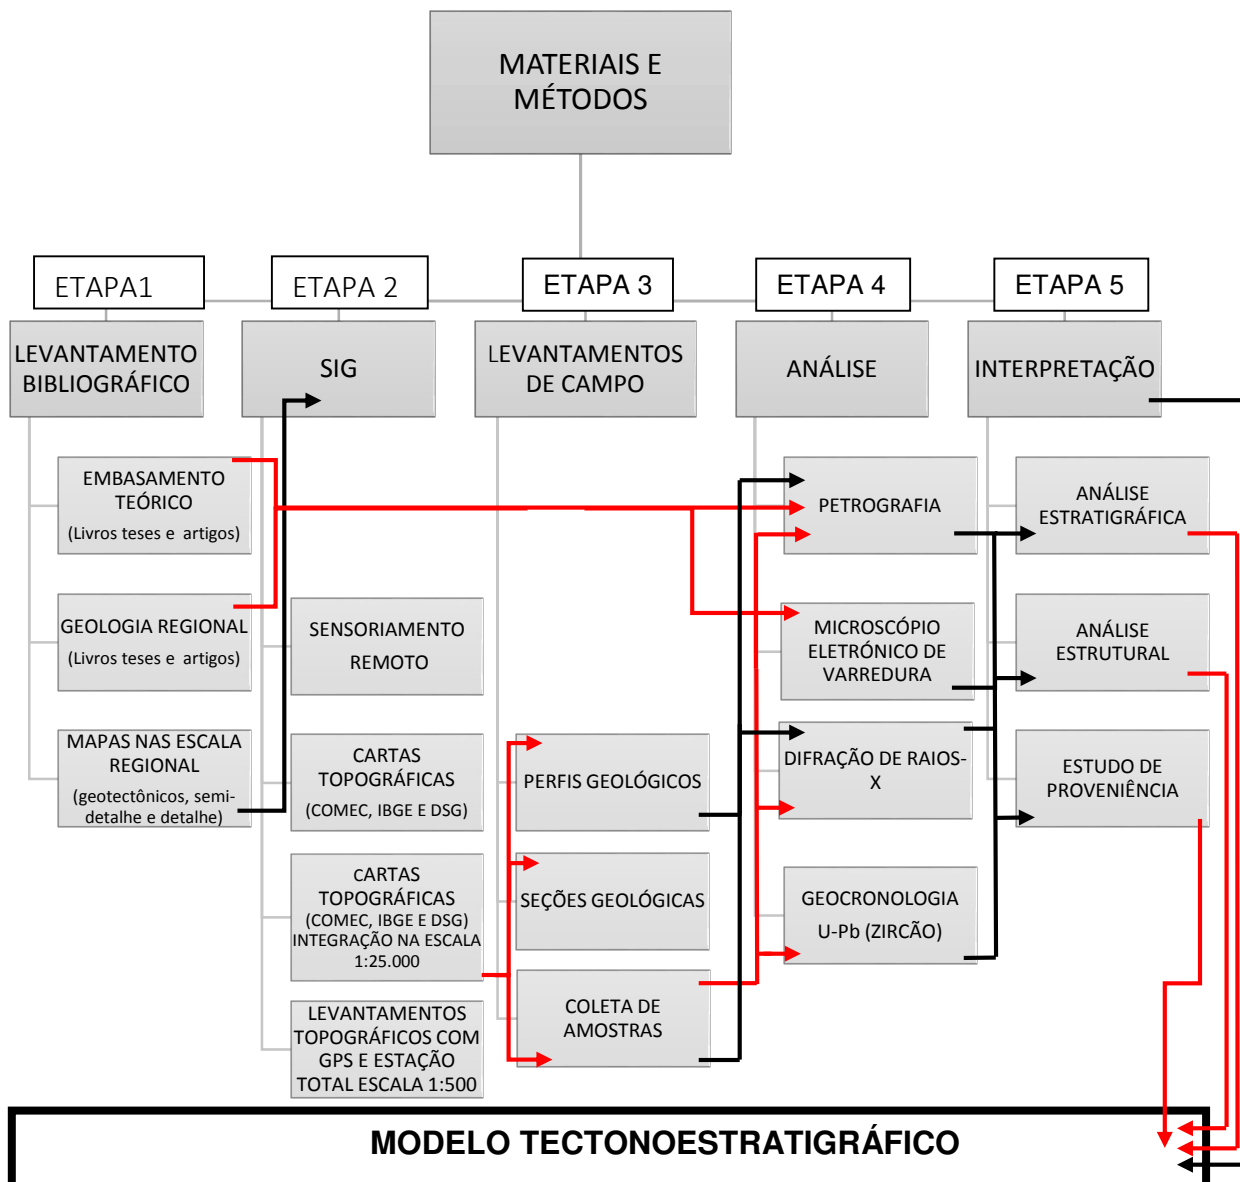 MATERIAIS E
MÉTODOS
ETAPA1
ETAPA 2
ETAPA 3
ETAPA 4
ETAPA 5
LEVANTAMENTO
BIBLIOGRÁFICO
SIG
LEVANTAMENTOS
DE CAMPO
ANÁLISE
INTERPRETAÇÃO
EMBASAMENTO
TEÓRICO
(Livros teses e artigos)
GEOLOGIA REGIONAL
(Livros teses e artigos)
MAPAS NAS ESCALA
REGIONAL
(geotectônicos, semi-
detalhe e detalhe)
SENSORIAMENTO
REMOTO
CARTAS
TOPOGRÁFICAS
(COMEC, IBGE E DSG)
CARTAS
TOPOGRÁFICAS
(COMEC, IBGE E DSG)
INTEGRAÇÃO NA ESCALA
1:25.000
LEVANTAMENTOS
TOPOGRÁFICOS COM
GPS E ESTAÇÃO
TOTAL ESCALA 1:500
PERFIS GEOLÓGICOS
SEÇÕES GEOLÓGICAS
COLETA DE
AMOSTRAS
PETROGRAFIA
MICROSCÓPIO
ELETRÓNICO DE
VARREDURA
DIFRAÇÃO DE RAIOS-
X
GEOCRONOLOGIA
U-Pb (ZIRCÃO)
ANÁLISE
ESTRATIGRÁFICA
ANÁLISE
ESTRUTURAL
ESTUDO DE
PROVENIÊNCIA
MODELO TECTONOESTRATIGRÁFICO